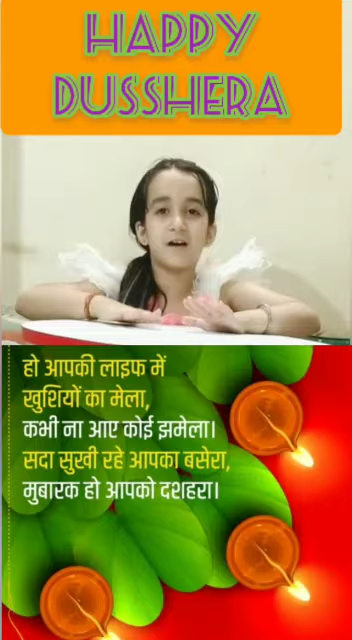 HAPPY
DUSSHERA
हो आपकी लाइफ में
खुशियों का मेला,
कभी ना आए कोई झमेला।
सदा सुखी रहे आपका बसेरा,
मुबारक हो आपको दशहरा।